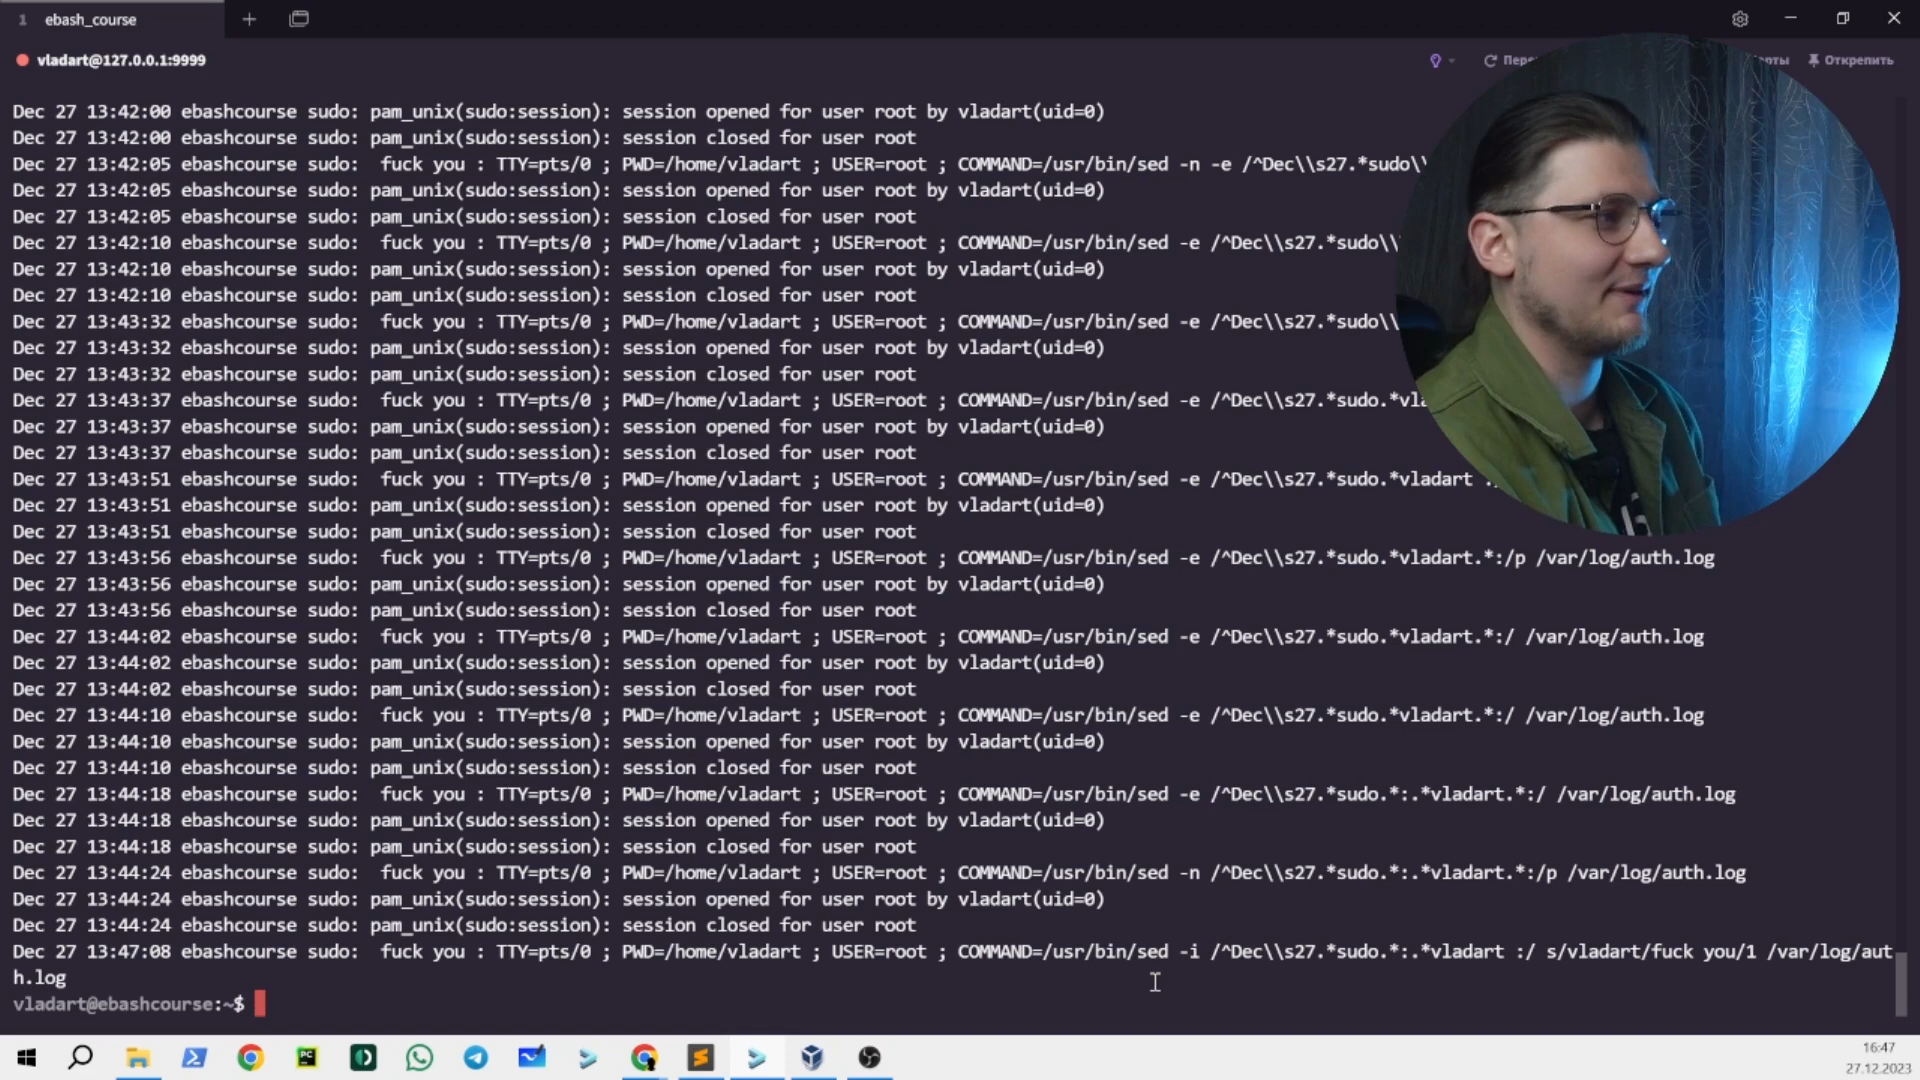 1 ebash_course
vladart@127.0.0.1:9999
Открепить
Dec 27 13:42:00 ebashcourse sudo: pam_unix(sudo:session): session opened for user root by vladart(uid=0)
Dec 27 13:42:00 ebashcourse sudo: pam_unix(sudo:session): session closed for user root
Dec 27 13:42:05 ebashcourse sudo:  fuck you : TTY=pts/0 ; PWD=/home/vladart ; USER=root ; COMMAND=/usr/bin/sed -n -e /^Dec\\s27.*sudo\\
Dec 27 13:42:05 ebashcourse sudo: pam_unix(sudo:session): session opened for user root by vladart(uid=0)
Dec 27 13:42:05 ebashcourse sudo: pam_unix(sudo:session): session closed for user root
Dec 27 13:42:10 ebashcourse sudo:  fuck you : TTY=pts/0 ; PWD=/home/vladart ; USER=root ; COMMAND=/usr/bin/sed -e /^Dec\\s27.*sudo\\
Dec 27 13:42:10 ebashcourse sudo: pam_unix(sudo:session): session opened for user root by vladart(uid=0)
Dec 27 13:42:10 ebashcourse sudo: pam_unix(sudo:session): session closed for user root
Dec 27 13:43:32 ebashcourse sudo:  fuck you : TTY=pts/0 ; PWD=/home/vladart ; USER=root ; COMMAND=/usr/bin/sed -e /^Dec\\s27.*sudo\\
Dec 27 13:43:32 ebashcourse sudo: pam_unix(sudo:session): session opened for user root by vladart(uid=0)
Dec 27 13:43:32 ebashcourse sudo: pam_unix(sudo:session): session closed for user root
Dec 27 13:43:37 ebashcourse sudo:  fuck you : TTY=pts/0 ; PWD=/home/vladart ; USER=root ; COMMAND=/usr/bin/sed -e /^Dec\\s27.*sudo.*vla
Dec 27 13:43:37 ebashcourse sudo: pam_unix(sudo:session): session opened for user root by vladart(uid=0)
Dec 27 13:43:37 ebashcourse sudo: pam_unix(sudo:session): session closed for user root
Dec 27 13:43:51 ebashcourse sudo:  fuck you : TTY=pts/0 ; PWD=/home/vladart ; USER=root ; COMMAND=/usr/bin/sed -e /^Dec\\s27.*sudo.*vladart
Dec 27 13:43:51 ebashcourse sudo: pam_unix(sudo:session): session opened for user root by vladart(uid=0)
Dec 27 13:43:51 ebashcourse sudo: pam_unix(sudo:session): session closed for user root
Dec 27 13:43:56 ebashcourse sudo:  fuck you : TTY=pts/0 ; PWD=/home/vladart ; USER=root ; COMMAND=/usr/bin/sed -e /^Dec\\s27.*sudo.*vladart.*:/p /var/log/auth.log
Dec 27 13:43:56 ebashcourse sudo: pam_unix(sudo:session): session opened for user root by vladart(uid=0)
Dec 27 13:43:56 ebashcourse sudo: pam_unix(sudo:session): session closed for user root
Dec 27 13:44:02 ebashcourse sudo:  fuck you : TTY=pts/0 ; PWD=/home/vladart ; USER=root ; COMMAND=/usr/bin/sed -e /^Dec\\s27.*sudo.*vladart.*:/ /var/log/auth.log
Dec 27 13:44:02 ebashcourse sudo: pam_unix(sudo:session): session opened for user root by vladart(uid=0)
Dec 27 13:44:02 ebashcourse sudo: pam_unix(sudo:session): session closed for user root
Dec 27 13:44:10 ebashcourse sudo:  fuck you : TTY=pts/0 ; PWD=/home/vladart ; USER=root ; COMMAND=/usr/bin/sed -e /^Dec\\s27.*sudo.*vladart.*:/ /var/log/auth.log
Dec 27 13:44:10 ebashcourse sudo: pam_unix(sudo:session): session opened for user root by vladart(uid=0)
Dec 27 13:44:10 ebashcourse sudo: pam_unix(sudo:session): session closed for user root
Dec 27 13:44:18 ebashcourse sudo:  fuck you : TTY=pts/0 ; PWD=/home/vladart ; USER=root ; COMMAND=/usr/bin/sed -e /^Dec\\s27.*sudo.*:.*vladart.*:/ /var/log/auth.log
Dec 27 13:44:18 ebashcourse sudo: pam_unix(sudo:session): session opened for user root by vladart(uid=0)
Dec 27 13:44:18 ebashcourse sudo: pam_unix(sudo:session): session closed for user root
Dec 27 13:44:24 ebashcourse sudo:  fuck you : TTY=pts/0 ; PWD=/home/vladart ; USER=root ; COMMAND=/usr/bin/sed -n /^Dec\\s27.*sudo.*:.*vladart.*:/p /var/log/auth.log
Dec 27 13:44:24 ebashcourse sudo: pam_unix(sudo:session): session opened for user root by vladart(uid=0)
Dec 27 13:44:24 ebashcourse sudo: pam_unix(sudo:session): session closed for user root
Dec 27 13:47:08 ebashcourse sudo:  fuck you : TTY=pts/0 ; PWD=/home/vladart ; USER=root ; COMMAND=/usr/bin/sed -i /^Dec\\s27.*sudo.*:.*vladart :/ s/vladart/fuck you/1 /var/log/aut
h.log
vladart@ebashcourse:~$
16:47
27.12.2023